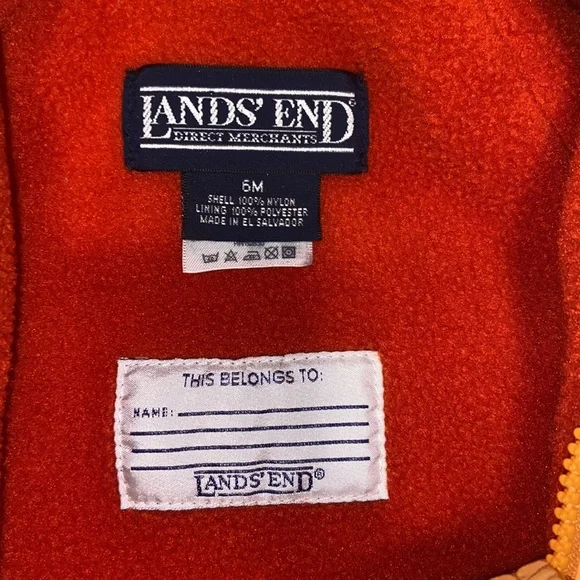 LANDS' END®
DIRECT MERCHANTS
6M
SHELL 100% NYLON
LINING 100% POLYESTER
MADE IN EL SALVADOR
THIS BELONGS TO:
NAME:
LANDS' END®